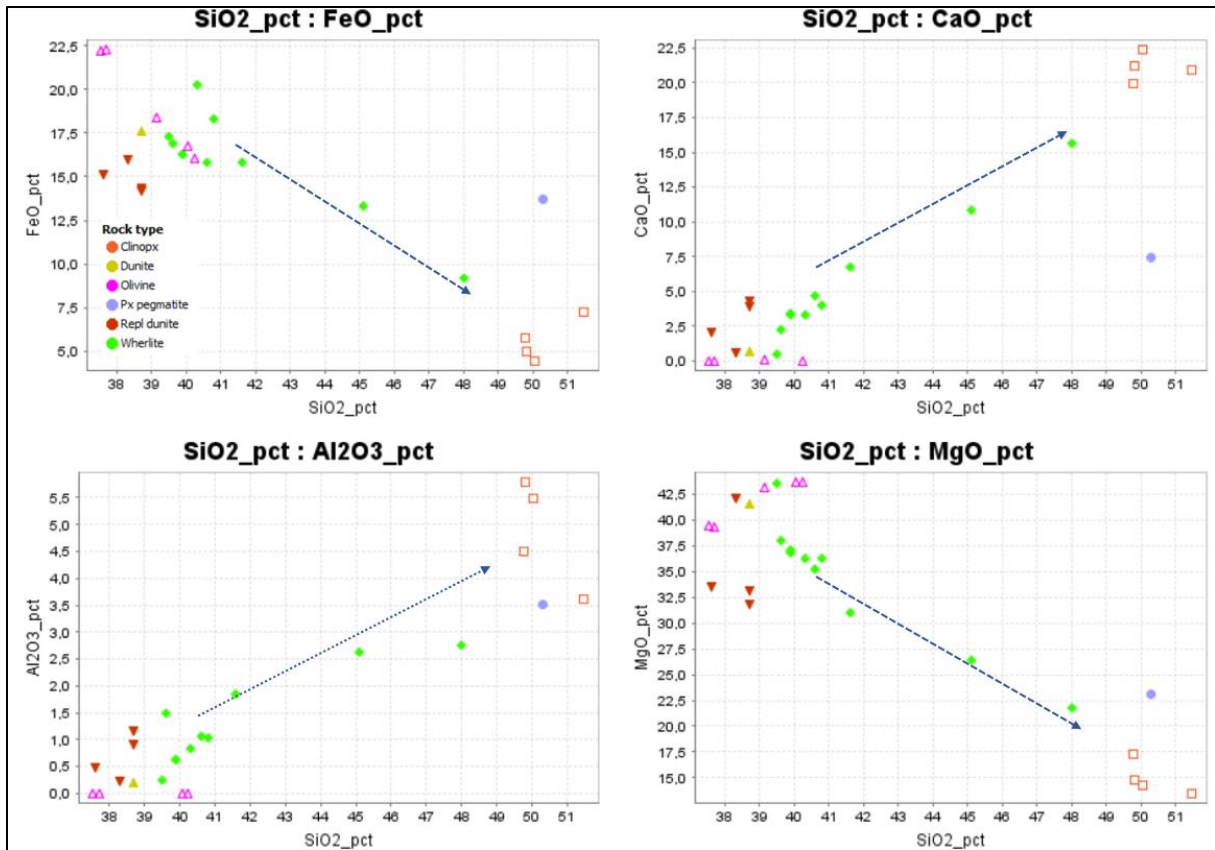 SiO2_pct : FeO_pct
22,5
20,0
17,5
15,0
12,5
10,0
7,5
5,0
FeO_pct
Rock type
Clinopx
Dunite
Olivine
Px pegmatite
Repl dunite
Wherlite
38 39 40 41 42 43 44 45 46 47 48 49 50 51
SiO2_pct
SiO2_pct : CaO_pct
22,5
20,0
17,5
15,0
12,5
10,0
7,5
5,0
2,5
0,0
CaO_pct
38 39 40 41 42 43 44 45 46 47 48 49 50 51
SiO2_pct
SiO2_pct : Al2O3_pct
5,5
5,0
4,5
4,0
3,5
3,0
2,5
2,0
1,5
1,0
0,5
0,0
Al2O3_pct
38 39 40 41 42 43 44 45 46 47 48 49 50 51
SiO2_pct
SiO2_pct : MgO_pct
42,5
40,0
37,5
35,0
32,5
30,0
27,5
25,0
22,5
20,0
17,5
15,0
MgO_pct
38 39 40 41 42 43 44 45 46 47 48 49 50 51
SiO2_pct